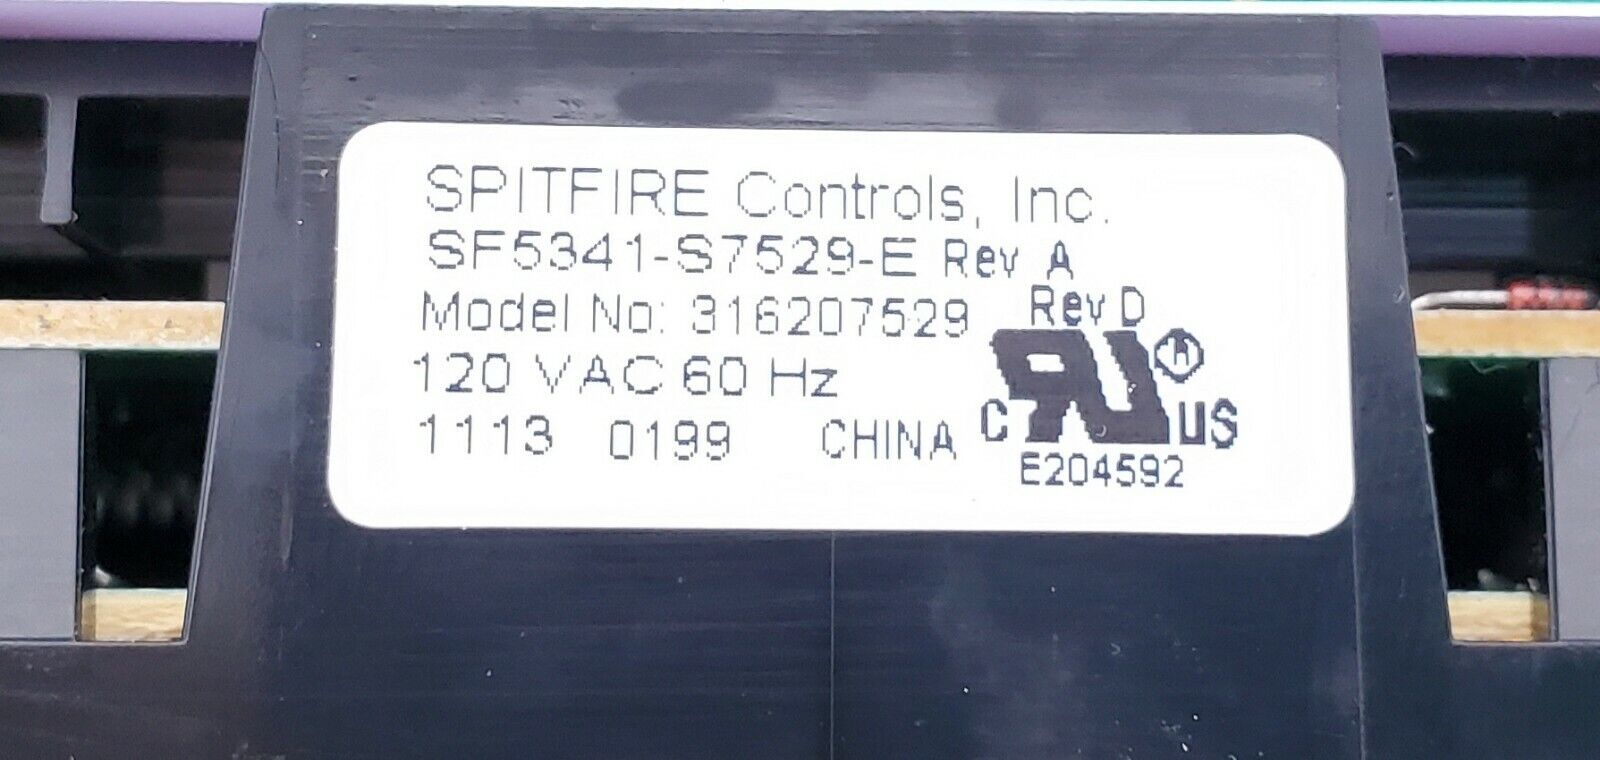 SPITFIRE Controls, Inc.
SF5341-S7529-E Rev A
Model No: 316207529 Rev D
120 VAC 60 Hz
1113 0199 CHINA
c RU us
E204592